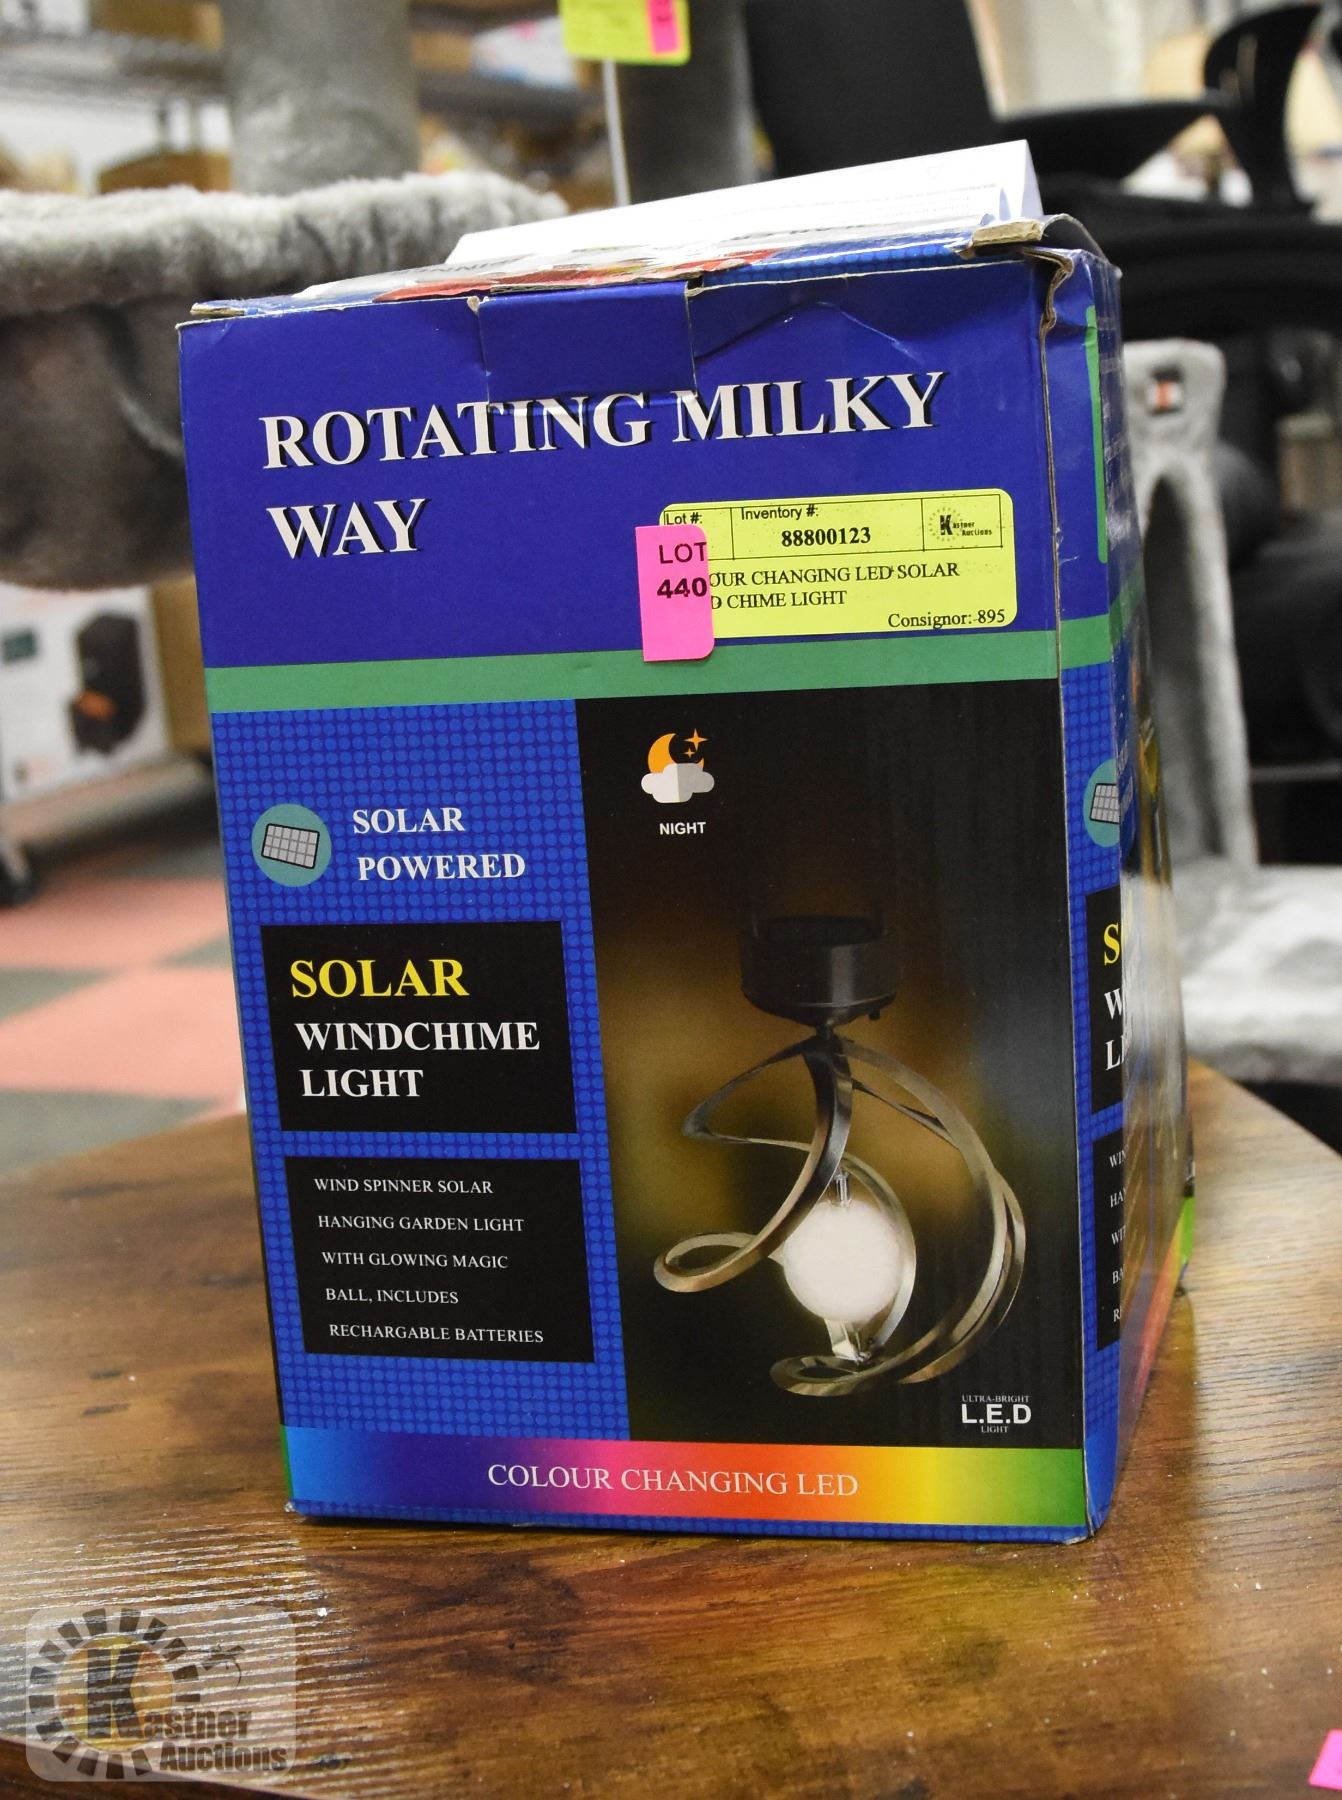 ROTATING MILKY
WAY
Lot #:
Inventory #:
88800123
Kastner
Auctions
LOT
440
OUR CHANGING LED SOLAR
D CHIME LIGHT
Consignor: 895
NIGHT
SOLAR
POWERED
SOLAR
WINDCHIME
LIGHT
WIND SPINNER SOLAR
HANGING GARDEN LIGHT
WITH GLOWING MAGIC
BALL, INCLUDES
RECHARGABLE BATTERIES
ULTRA-BRIGHT
L.E.D
LIGHT
COLOUR CHANGING LED
Kastner
Auctions